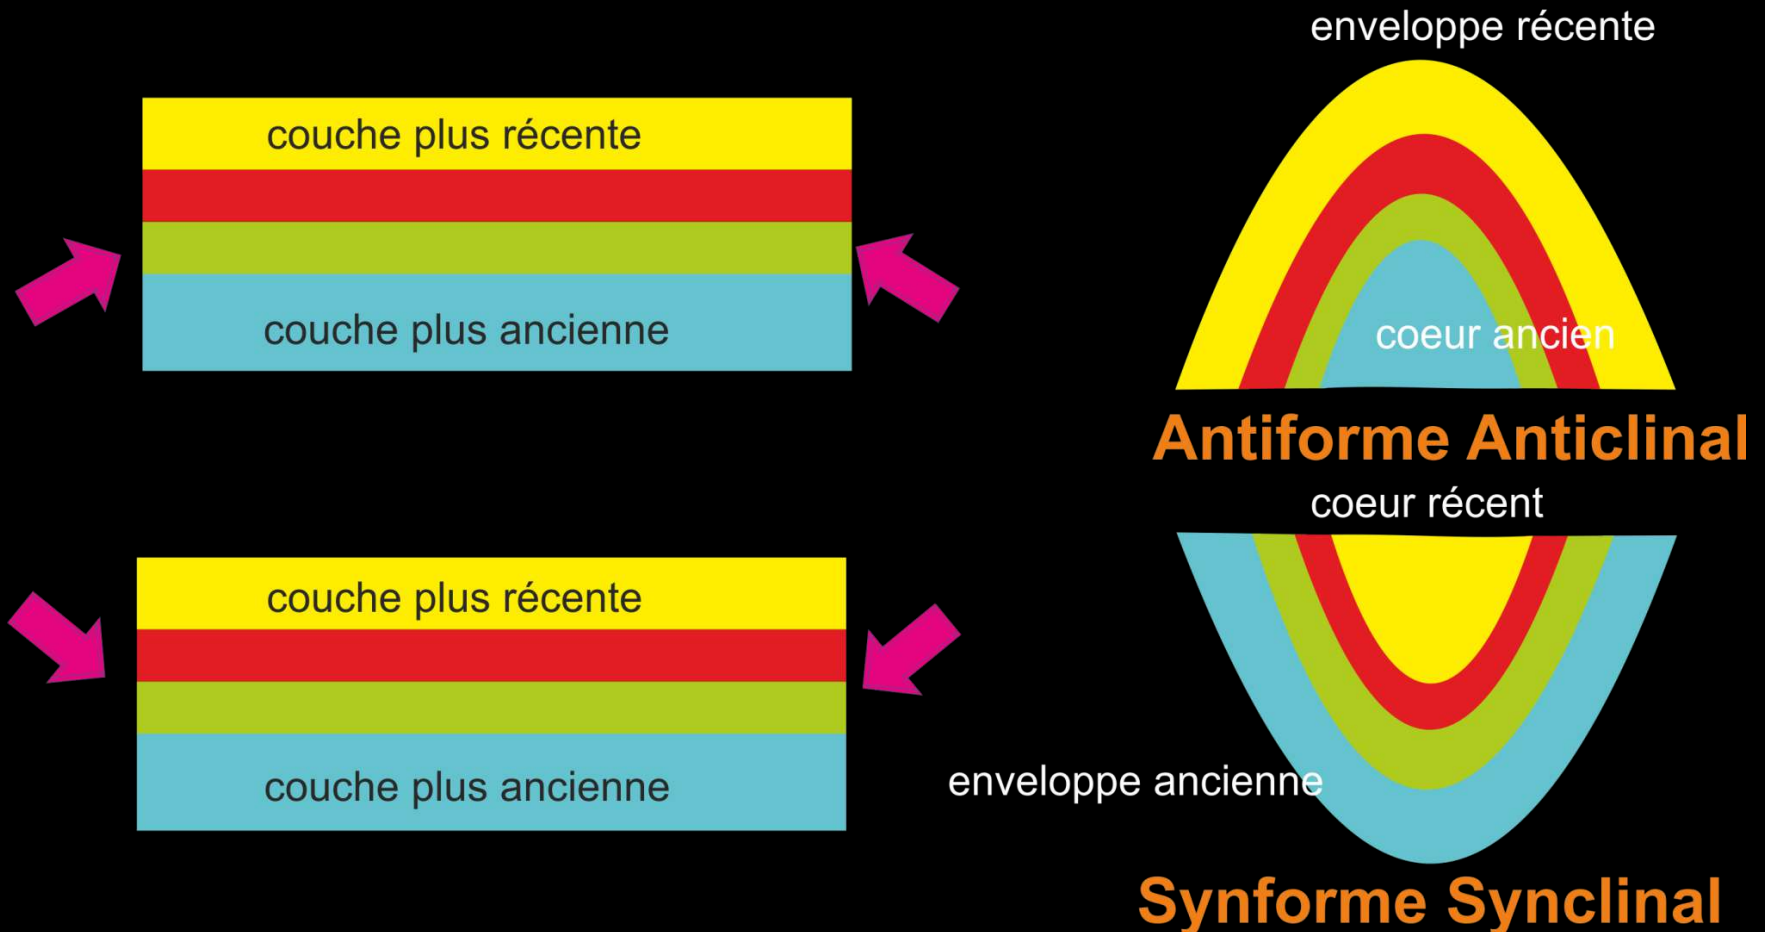 enveloppe récente
couche plus récente
couche plus ancienne
coeur ancien
Antiforme Anticlinal
coeur récent
couche plus récente
couche plus ancienne
enveloppe ancienne
Synforme Synclinal